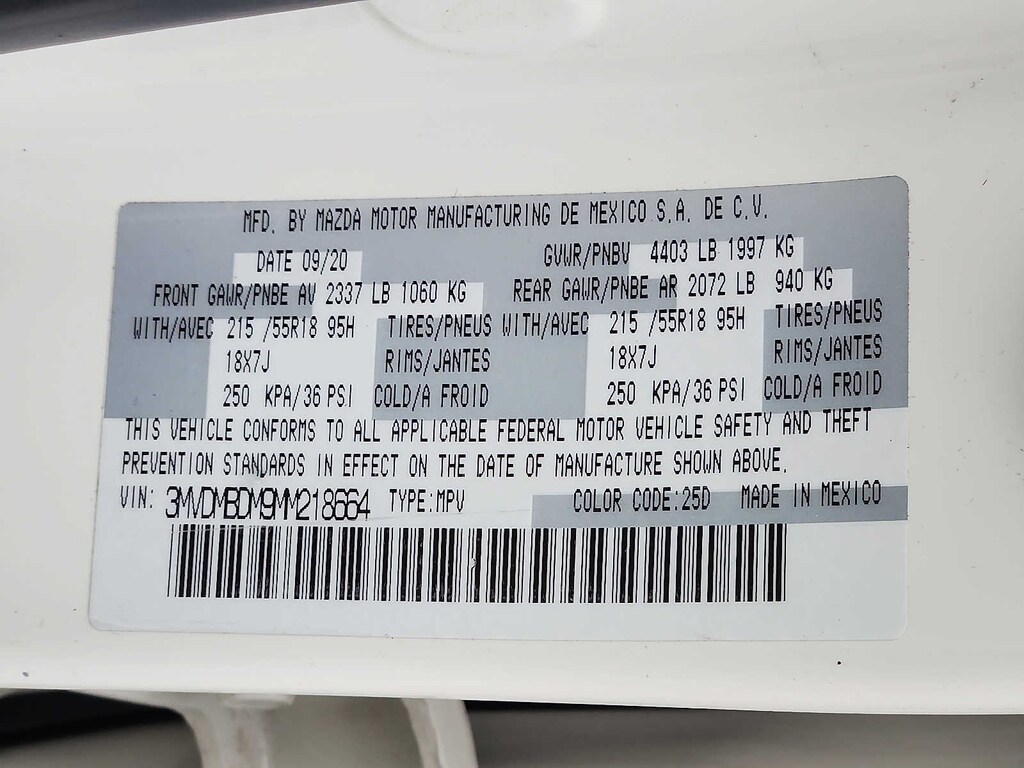 MFD. BY MAZDA MOTOR MANUFACTURING DE MEXICO S.A. DE C.V.
DATE 09/20 GVWR/PNBV 4403 LB 1997 KG
FRONT GAWR/PNBE AV 2337 LB 1060 KG REAR GAWR/PNBE AR 2072 LB 940 KG
WITH/AVEC 215 /55R18 95H TIRES/PNEUS WITH/AVEC 215 /55R18 95H TIRES/PNEUS
18X7J RIMS/JANTES 18X7J RIMS/JANTES
250 KPA/36 PSI COLD/A FROID 250 KPA/36 PSI COLD/A FROID
THIS VEHICLE CONFORMS TO ALL APPLICABLE FEDERAL MOTOR VEHICLE SAFETY AND THEFT
PREVENTION STANDARDS IN EFFECT ON THE DATE OF MANUFACTURE SHOWN ABOVE.
VIN: 3MVDMBDM9MM218664 TYPE:MPV COLOR CODE:25D MADE IN MEXICO